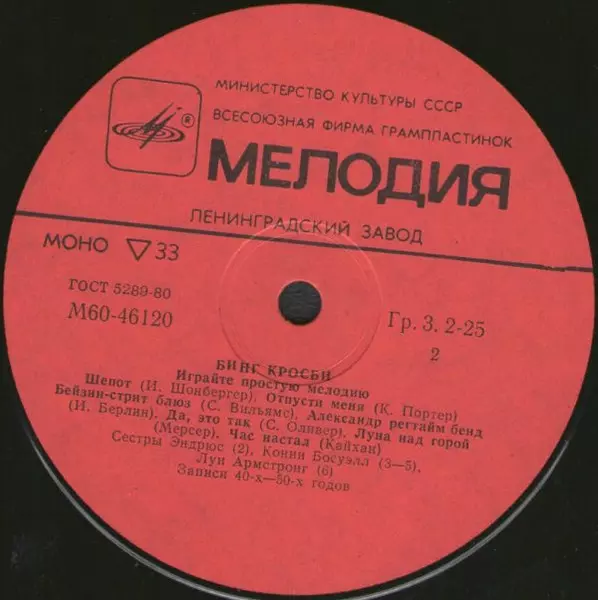 МИНИСТЕРСТВО КУЛЬТУРЫ СССР
ВСЕСОЮЗНАЯ ФИРМА ГРАМПЛАСТИНОК
®
МЕЛОДИЯ
ЛЕНИНГРАДСКИЙ ЗАВОД
МОНО ▽ 33
ГОСТ 5289-80
М60-46120
Гр. 3. 2-25
2
БИНГ КРОСБИ
Играйте простую мелодию
Шепот (И. Шонбергер). Отпусти меня (К. Портер)
Бейзин-стрит блюз (С. Вильямс). Александр регтайм бенд
(И. Берлин). Да, это так (С. Оливер). Луна над горой
(Мерсер). Час настал (Кайхан)
Сестры Эндрюс (2), Конни Босуэлл (3—5),
Луи Армстронг (6)
Записи 40-х—50-х годов